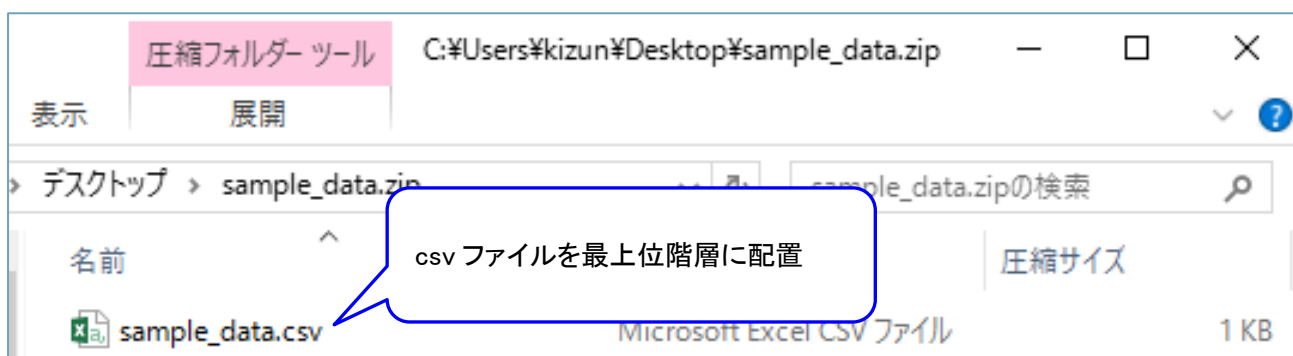 圧縮フォルダー ツール C:¥Users¥kizun¥Desktop¥sample_data.zip
表示 展開
デスクトップ › sample_data.zip sample_data.zipの検索
名前 圧縮サイズ
csv ファイルを最上位階層に配置
sample_data.csv Microsoft Excel CSV ファイル 1 KB